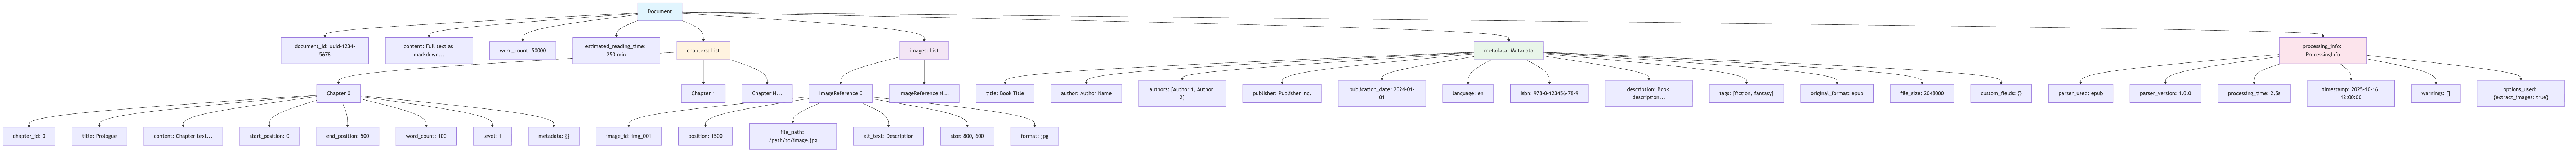 Document
document_id: uuid-1234-
5678
content: Full text as
markdown...
word_count: 50000
estimated_reading_time:
250 min
chapters: List
images: List
metadata: Metadata
processing_info:
ProcessingInfo
Chapter 0
Chapter 1
Chapter N...
ImageReference 0
ImageReference N...
title: Book Title
author: Author Name
authors: [Author 1, Author
2]
publisher: Publisher Inc.
publication_date: 2024-01-
01
language: en
isbn: 978-0-123456-78-9
description: Book
description...
tags: [fiction, fantasy]
original_format: epub
file_size: 2048000
custom_fields: {}
parser_used: epub
parser_version: 1.0.0
processing_time: 2.5s
timestamp: 2025-10-16
12:00:00
warnings: []
options_used:
{extract_images: true}
chapter_id: 0
title: Prologue
content: Chapter text...
start_position: 0
end_position: 500
word_count: 100
level: 1
metadata: {}
image_id: img_001
position: 1500
file_path:
/path/to/image.jpg
alt_text: Description
size: 800, 600
format: jpg